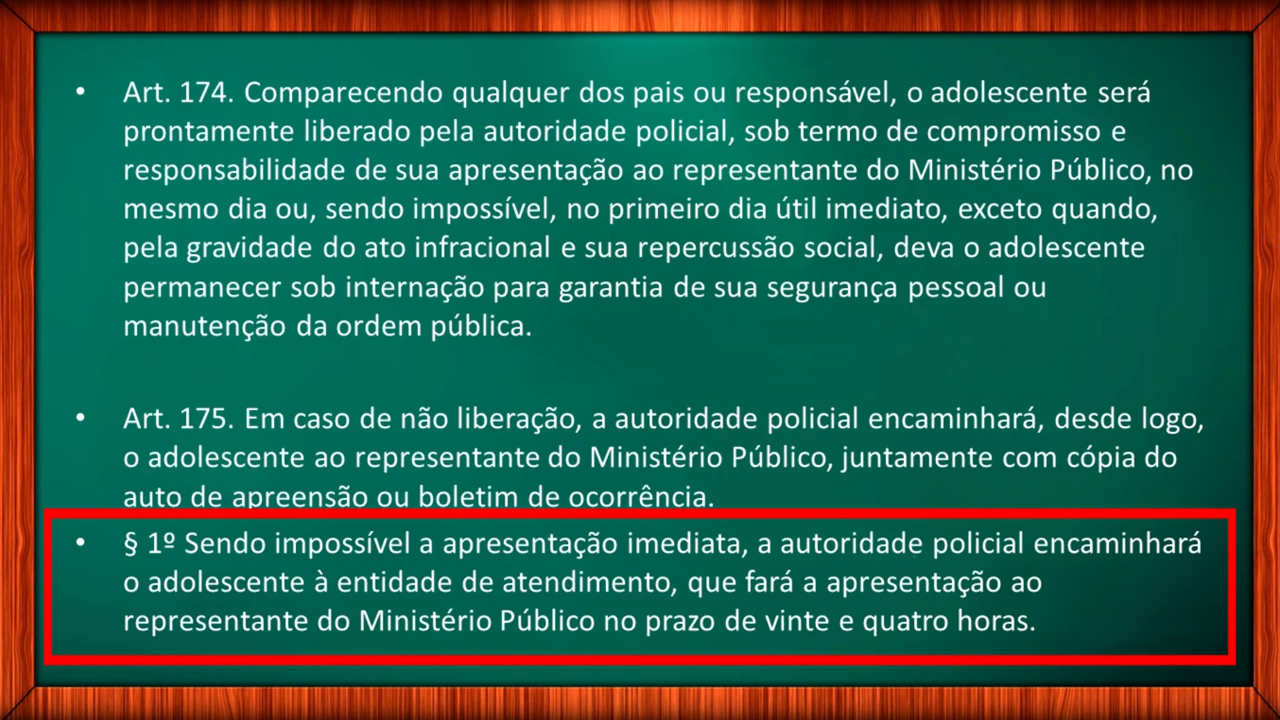 • Art. 174. Comparecendo qualquer dos pais ou responsável, o adolescente será
prontamente liberado pela autoridade policial, sob termo de compromisso e
responsabilidade de sua apresentação ao representante do Ministério Público, no
mesmo dia ou, sendo impossível, no primeiro dia útil imediato, exceto quando,
pela gravidade do ato infracional e sua repercussão social, deva o adolescente
permanecer sob internação para garantia de sua segurança pessoal ou
manutenção da ordem pública.
• Art. 175. Em caso de não liberação, a autoridade policial encaminhará, desde logo,
o adolescente ao representante do Ministério Público, juntamente com cópia do
auto de apreensão ou boletim de ocorrência.
• § 1º Sendo impossível a apresentação imediata, a autoridade policial encaminhará
o adolescente à entidade de atendimento, que fará a apresentação ao
representante do Ministério Público no prazo de vinte e quatro horas.